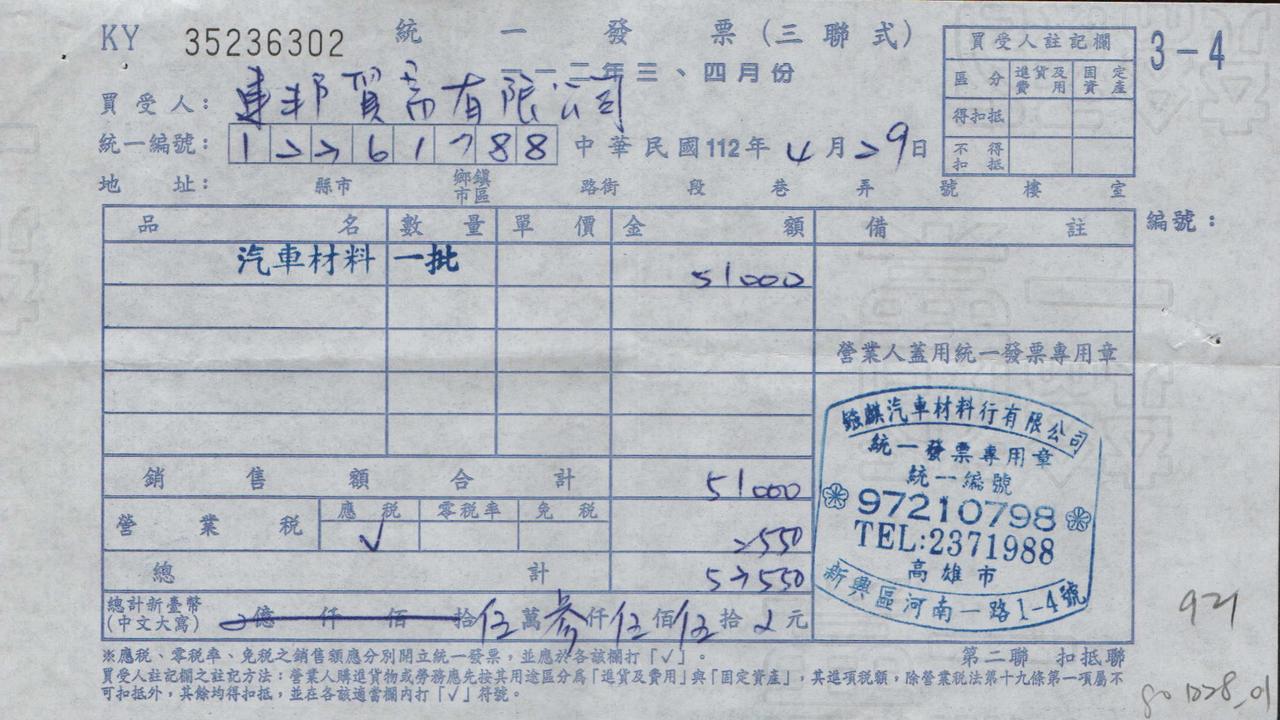 KY 35236302 統一發票(三聯式)
一一二年三、四月份
買受人: 連邦貿易有限公司
統一編號: 12261788 中華民國112年4月29日
地址: 縣市 鄉鎮市區 路街 段 巷 弄 號 樓 室
買受人註記欄
區分 進貨及費用 固定資產
得扣抵
不得扣抵
3-4
編號:
品名 數量 單價 金額 備註
汽車材料 一批 51000
營業人蓋用統一發票專用章
汽車材料行有限公司
統一發票專用章
統一編號
97210798
TEL:2371988
高雄市
新興區河南一路1-4號
銷售額合計 51000
營業稅 應稅 零稅率 免稅
√ 2550
總計 53550
總計新臺幣
(中文大寫) 億 仟 佰 拾 伍 萬 參 仟 伍 佰 伍 拾 元
※應稅、零稅率、免稅之銷售額應分別開立統一發票,並應於各該欄打「√」。
第二聯 扣抵聯
買受人註記欄之註記方法:營業人購進貨物或勞務應先按其用途區分為「進貨及費用」與「固定資產」,其進項稅額,除營業稅法第十九條第一項屬不
可扣抵外,其餘均得扣抵,並在各該適當欄內打「√」符號。
921